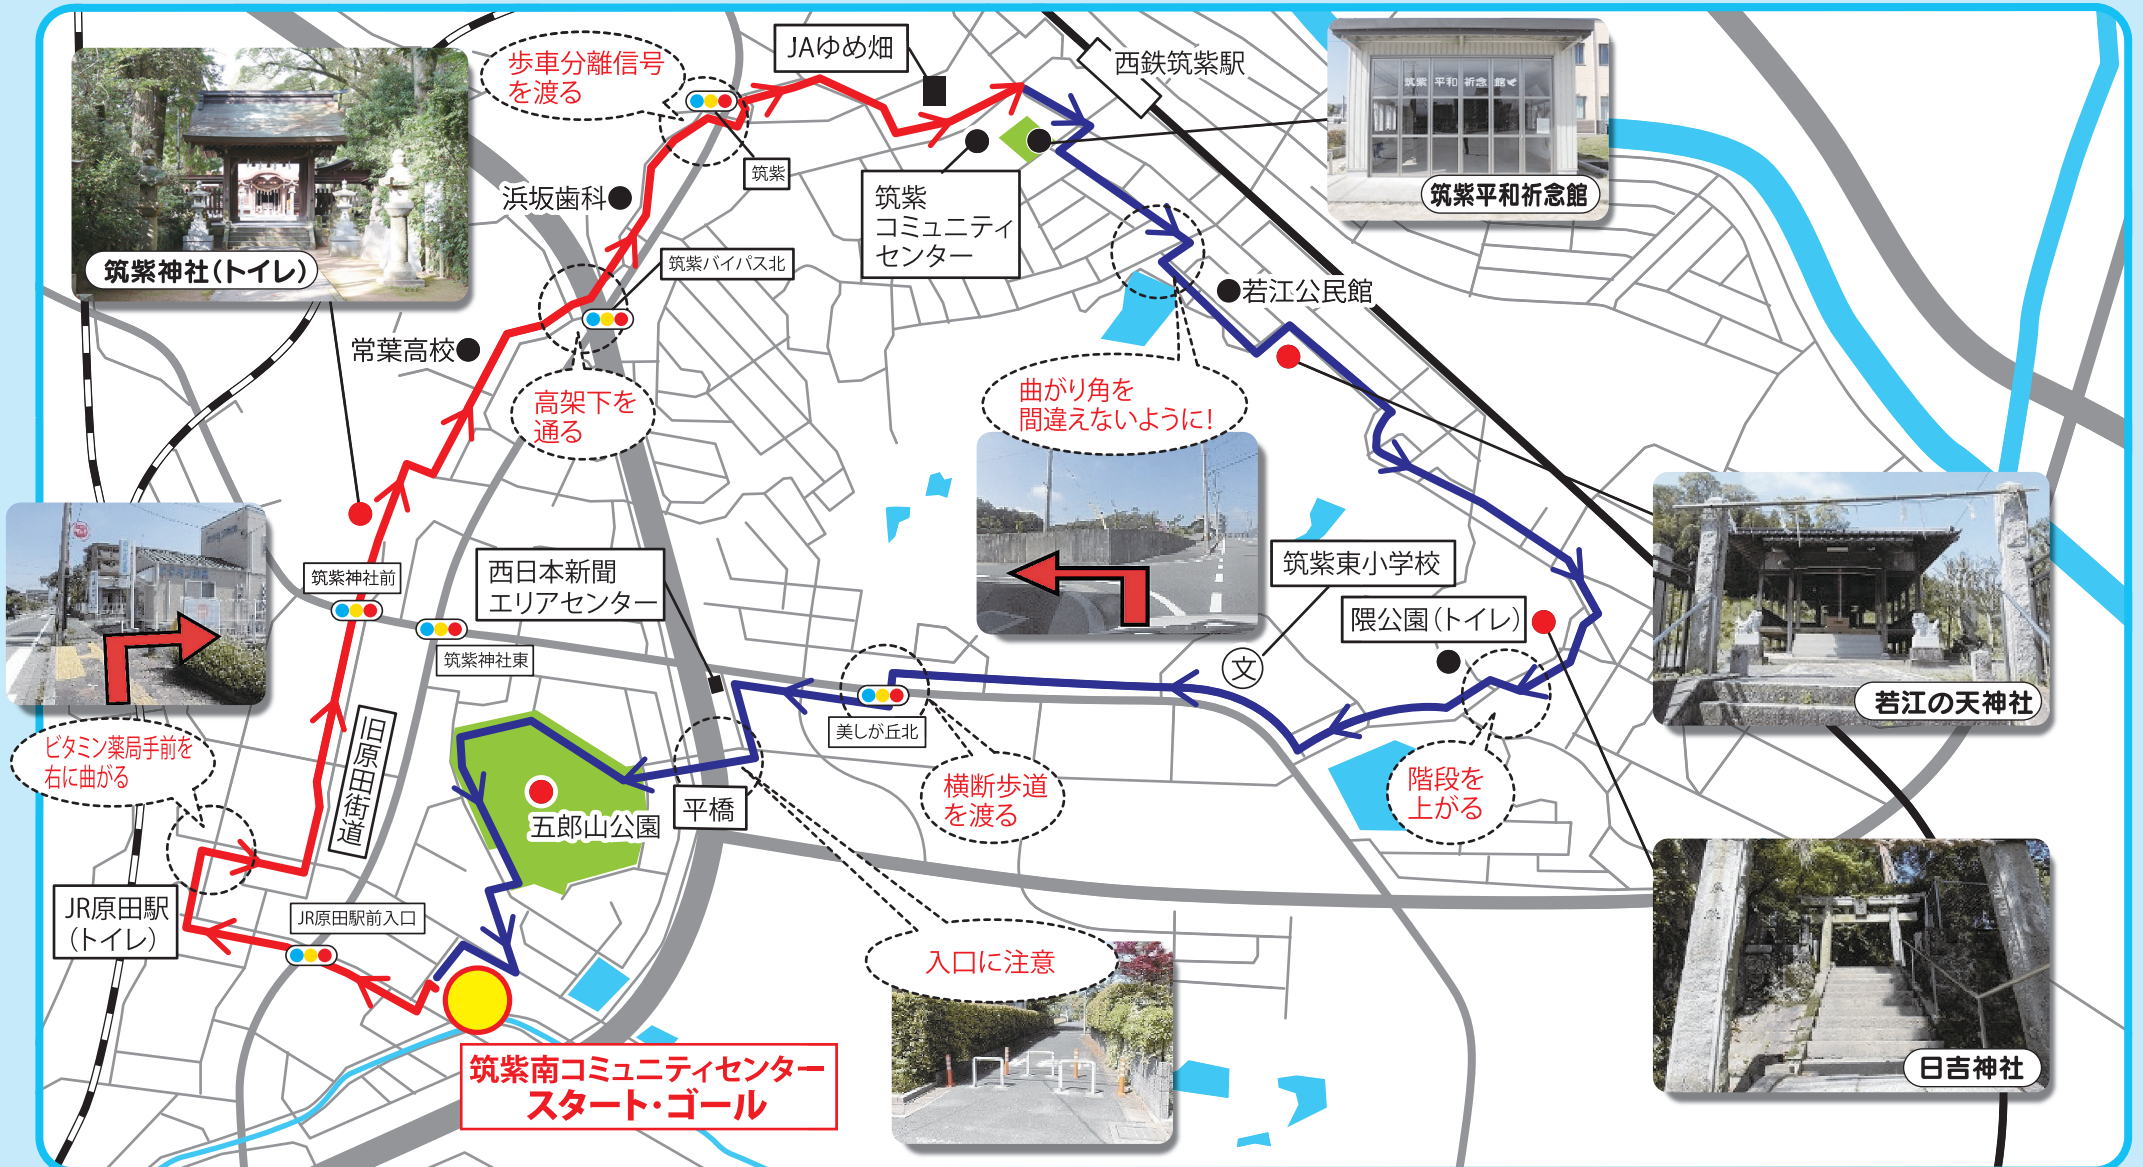 歩車分離信号
を渡る
JAゆめ畑
西鉄筑紫駅
筑紫 平和 祈念 館
筑紫平和祈念館
筑紫神社(トイレ)
浜坂歯科
筑紫
筑紫
コミュニティ
センター
筑紫バイパス北
若江公民館
常葉高校
高架下を
通る
曲がり角を
間違えないように!
筑紫神社前
筑紫神社東
西日本新聞
エリアセンター
筑紫東小学校
隈公園(トイレ)
文
若江の天神社
ビタミン薬局手前を
右に曲がる
旧原田街道
美しが丘北
横断歩道
を渡る
階段を
上がる
平橋
五郎山公園
JR原田駅
(トイレ)
JR原田駅前入口
入口に注意
日吉神社
筑紫南コミュニティセンター
スタート・ゴール